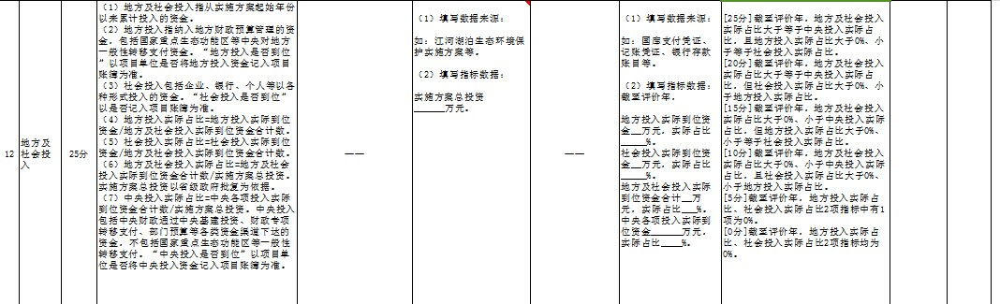 12
地方及
社会投
入
25分
(1) 地方及社会投入指从实施方案起始年份
以来累计投入的资金。
(2) 地方投入指纳入地方财政预算管理的资
金，包括国家重点生态功能区等中央对地方
一般性转移支付资金。“地方投入是否到位
”以项目单位是否将地方投入资金记入项目
账簿为准。
(3) 社会投入包括企业、银行、个人等以各
种形式投入的资金。“社会投入是否到位”
以是否记入项目账簿为准。
(4) 地方投入实际占比=地方投入实际到位
资金/地方及社会投入实际到位资金合计数。
(5) 社会投入实际占比=社会投入实际到位
资金/地方及社会投入实际到位资金合计数。
(6) 地方及社会投入实际占比=地方及社会
投入实际到位资金合计数/实施方案总投资。
实施方案总投资以省级政府批复为依据。
(7) 中央投入实际占比=中央各项投入实际
到位资金合计数/实施方案总投资。中央投入
包括中央财政通过中央基建投资、财政专项
转移支付、部门预算等各类资金渠道下达的
资金，不包括国家重点生态功能区等一般性
转移支付。“中央投入是否到位”以项目单
位是否将中央投入资金记入项目账簿为准。
——
(1) 填写数据来源：
如：江河湖泊生态环境保
护实施方案等。
(2) 填写指标数据：
实施方案总投资
______万元。
——
(1) 填写数据来源：
如：国库支付凭证、
记账凭证、银行存款
账目等。
(2) 填写指标数据：
截至评价年，
地方投入实际到位资
金__万元，实际占比
_____%。
社会投入实际到位资
金__万元，实际占比
_____%。
地方及社会投入实际
到位资金合计__万
元，实际占比___%。
中央各项投入实际到
位资金______万元，
实际占比____%。
[25分]截至评价年，地方及社会投入
实际占比大于等于中央投入实际占
比，且地方投入实际占比大于0%、小
于等于社会投入实际占比。
[20分]截至评价年，地方及社会投入
实际占比大于等于中央投入实际占
比，但社会投入实际占比大于0%、小
于地方投入实际占比。
[15分]截至评价年，地方及社会投入
实际占比大于0%、小于中央投入实际
占比，但地方投入实际占比大于0%、
小于等于社会投入实际占比。
[10分]截至评价年，地方及社会投入
实际占比大于0%、小于中央投入实际
占比，且社会投入实际占比大于0%、
小于地方投入实际占比。
[5分]截至评价年，地方投入实际占
比、社会投入实际占比2项指标中有1
项为0%。
[0分]截至评价年，地方投入实际占
比、社会投入实际占比2项指标均为
0%。